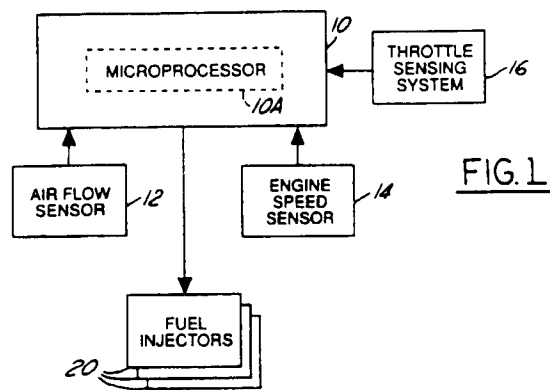 10
MICROPROCESSOR
10A
THROTTLE
SENSING
SYSTEM
16
AIR FLOW
SENSOR
12
ENGINE
SPEED
SENSOR
14
FIG.1
FUEL
INJECTORS
20